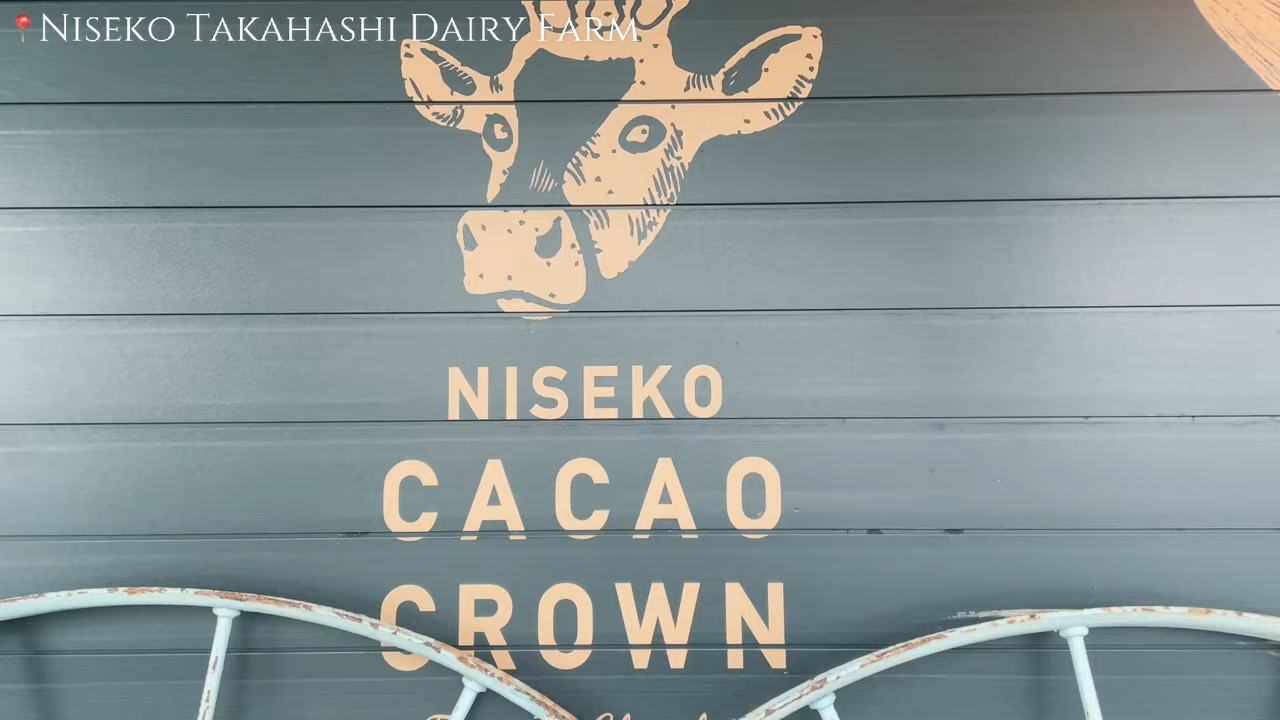 NISEKO TAKAHASHI DAIRY FARM
NISEKO
CACAO
CROWN